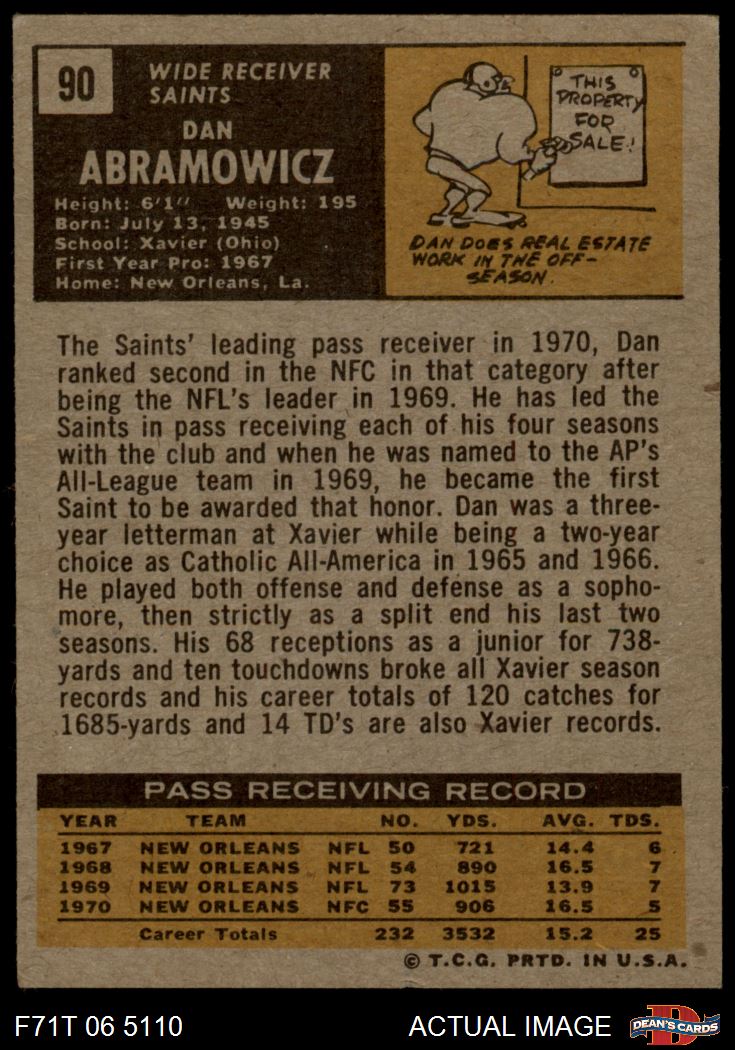 90
WIDE RECEIVER
SAINTS
DAN
ABRAMOWICZ
Height: 6'1" Weight: 195
Born: July 13, 1945
School: Xavier (Ohio)
First Year Pro: 1967
Home: New Orleans, La.
THIS
PROPERTY
FOR
SALE!
DAN DOES REAL ESTATE
WORK IN THE OFF-
SEASON.
The Saints' leading pass receiver in 1970, Dan
ranked second in the NFC in that category after
being the NFL's leader in 1969. He has led the
Saints in pass receiving each of his four seasons
with the club and when he was named to the AP's
All-League team in 1969, he became the first
Saint to be awarded that honor. Dan was a three-
year letterman at Xavier while being a two-year
choice as Catholic All-America in 1965 and 1966.
He played both offense and defense as a sopho-
more, then strictly as a split end his last two
seasons. His 68 receptions as a junior for 738-
yards and ten touchdowns broke all Xavier season
records and his career totals of 120 catches for
1685-yards and 14 TD's are also Xavier records.
PASS RECEIVING RECORD
YEAR TEAM NO. YDS. AVG. TDS.
1967 NEW ORLEANS NFL 50 721 14.4 6
1968 NEW ORLEANS NFL 54 890 16.5 7
1969 NEW ORLEANS NFL 73 1015 13.9 7
1970 NEW ORLEANS NFC 55 906 16.5 5
Career Totals 232 3532 15.2 25
© T.C.G. PRTD. IN U.S.A.
F71T 06 5110 ACTUAL IMAGE D DEAN'S CARDS